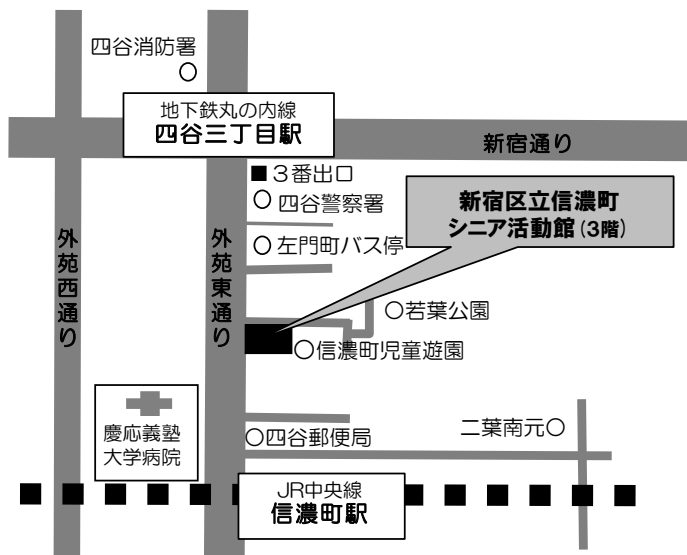 四谷消防署
地下鉄丸の内線
四谷三丁目駅
新宿通り
3番出口
四谷警察署
新宿区立信濃町
シニア活動館(3階)
左門町バス停
外苑西通り
外苑東通り
若葉公園
信濃町児童遊園
慶応義塾
大学病院
四谷郵便局
二葉南元
JR中央線
信濃町駅